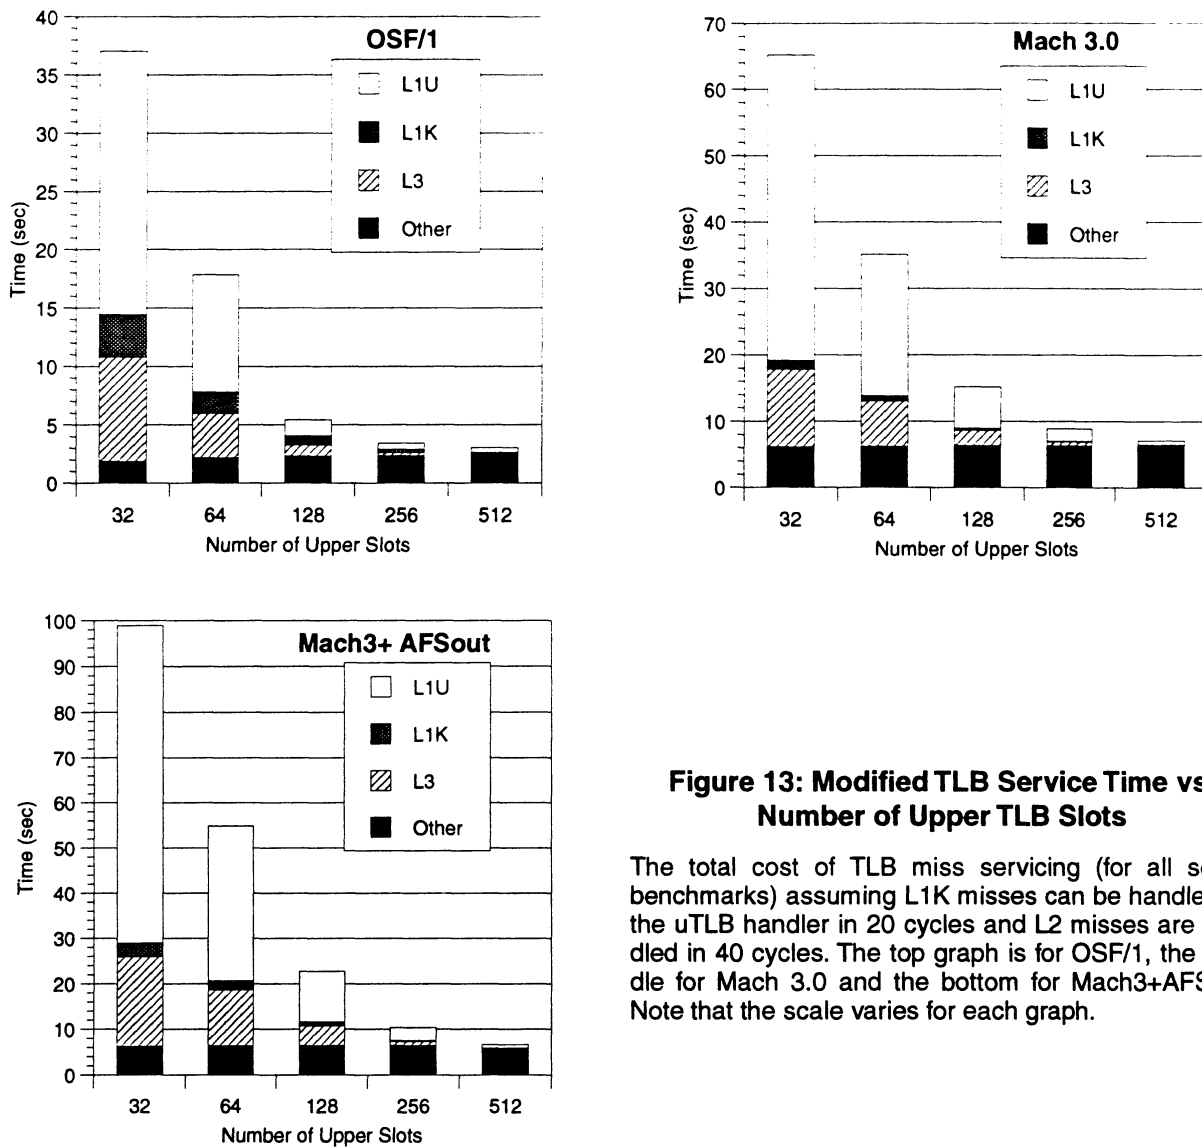 OSF/1
40
35
30
25
20
15
10
5
0
Time (sec)
L1U
L1K
L3
Other
32 64 128 256 512
Number of Upper Slots
Mach 3.0
70
60
50
40
30
20
10
0
Time (sec)
L1U
L1K
L3
Other
32 64 128 256 512
Number of Upper Slots
Mach3+ AFSout
100
90
80
70
60
50
40
30
20
10
0
Time (sec)
L1U
L1K
L3
Other
32 64 128 256 512
Number of Upper Slots
Figure 13: Modified TLB Service Time vs
Number of Upper TLB Slots
The total cost of TLB miss servicing (for all
benchmarks) assuming L1K misses can be
the uTLB handler in 20 cycles and L2 misses are
dled in 40 cycles. The top graph is for OSF/1, the
dle for Mach 3.0 and the bottom for
Note that the scale varies for each graph.